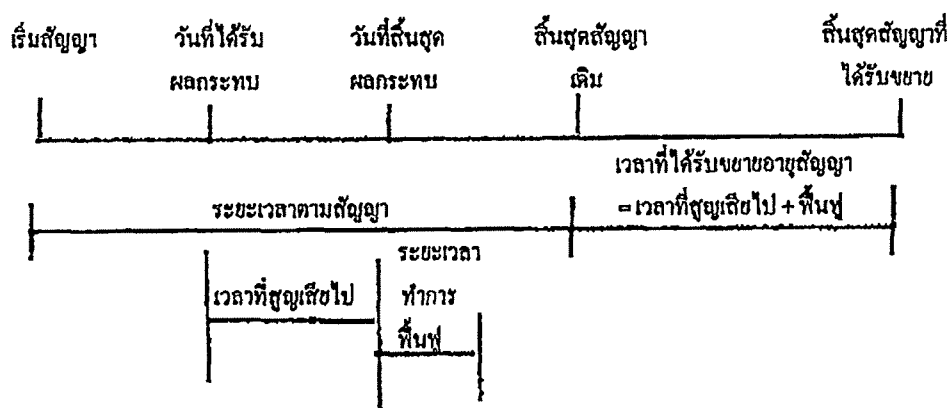 เริ่มสัญญา วันที่ได้รับ วันที่สิ้นสุด สิ้นสุดสัญญา สิ้นสุดสัญญาที่
ผลกระทบ ผลกระทบ เดิม ได้รับขยาย
เวลาที่ได้รับขยายอายุสัญญา
ระยะเวลาตามสัญญา =เวลาที่สูญเสียไป + ฟื้นฟู
ระยะเวลา
เวลาที่สูญเสียไป ทำการ
ฟื้นฟู